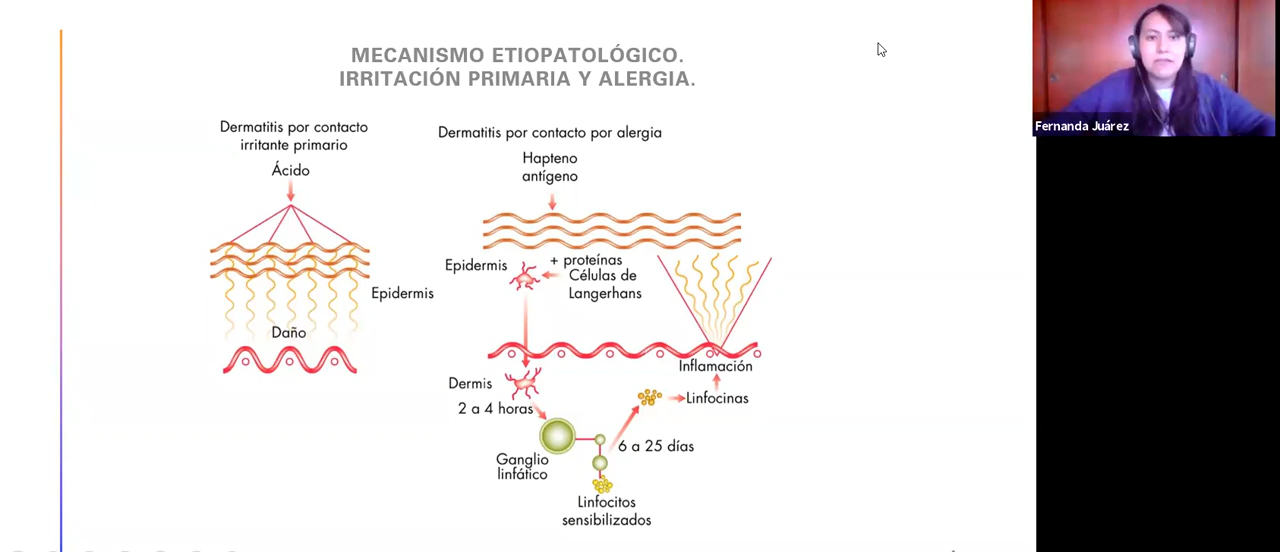 MECANISMO ETIOPATOLÓGICO.
IRRITACIÓN PRIMARIA Y ALERGIA.
Fernanda Juárez
Dermatitis por contacto
irritante primario
Ácido
Epidermis
Daño
Dermatitis por contacto por alergia
Hapteno
antígeno
Epidermis
+ proteínas
Células de
Langerhans
Inflamación
Dermis
Linfocinas
2 a 4 horas
6 a 25 días
Ganglio
linfático
Linfocitos
sensibilizados